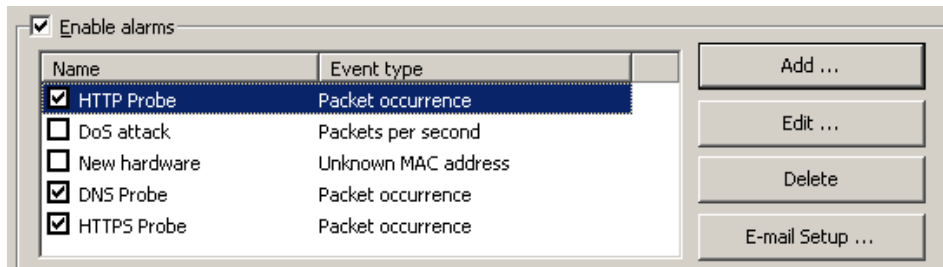 Enable alarms
Name Event type
HTTP Probe Packet occurrence
DoS attack Packets per second
New hardware Unknown MAC address
DNS Probe Packet occurrence
HTTPS Probe Packet occurrence
Add ...
Edit ...
Delete
E-mail Setup ...